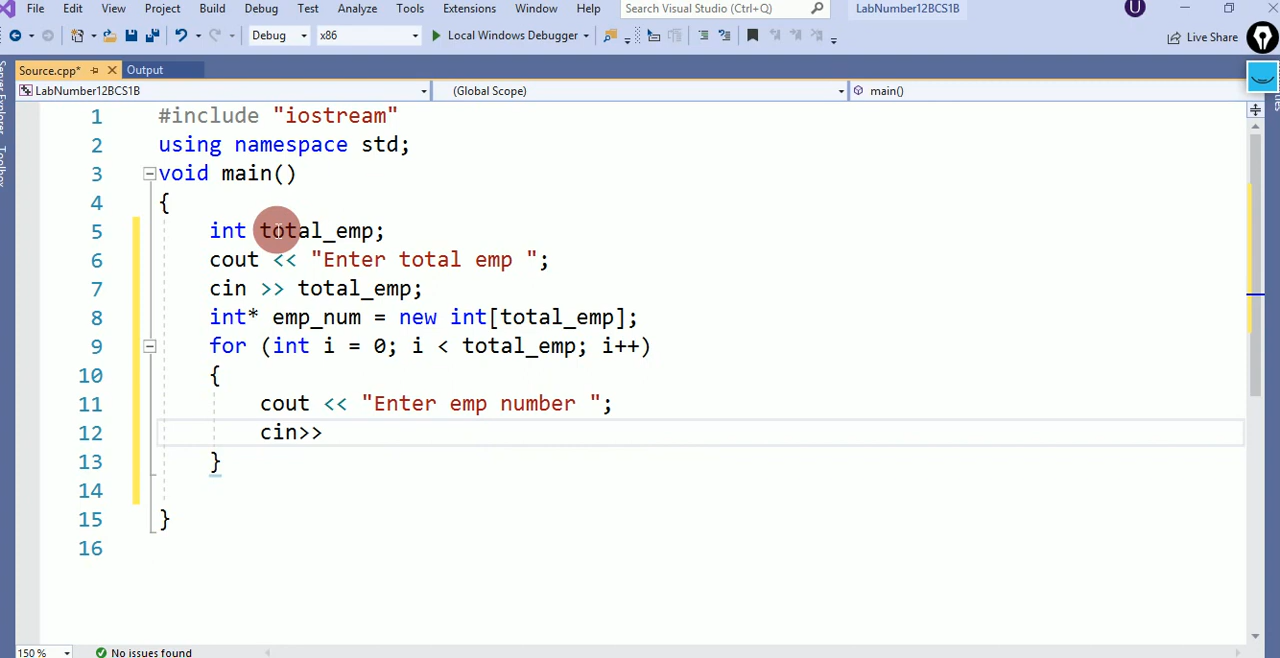 File Edit View Project Build Debug Test Analyze Tools Extensions Window Help Search Visual Studio (Ctrl+Q) LabNumber12BCS1B U
Debug x86 Local Windows Debugger Live Share
Source.cpp* Output
LabNumber12BCS1B (Global Scope) main()
Server Explorer Toolbox
1 #include "iostream"
2 using namespace std;
3 void main()
4 {
5 int total_emp;
6 cout << "Enter total emp ";
7 cin >> total_emp;
8 int* emp_num = new int[total_emp];
9 for (int i = 0; i < total_emp; i++)
10 {
11 cout << "Enter emp number ";
12 cin>>
13 }
14
15 }
16
150 % No issues found